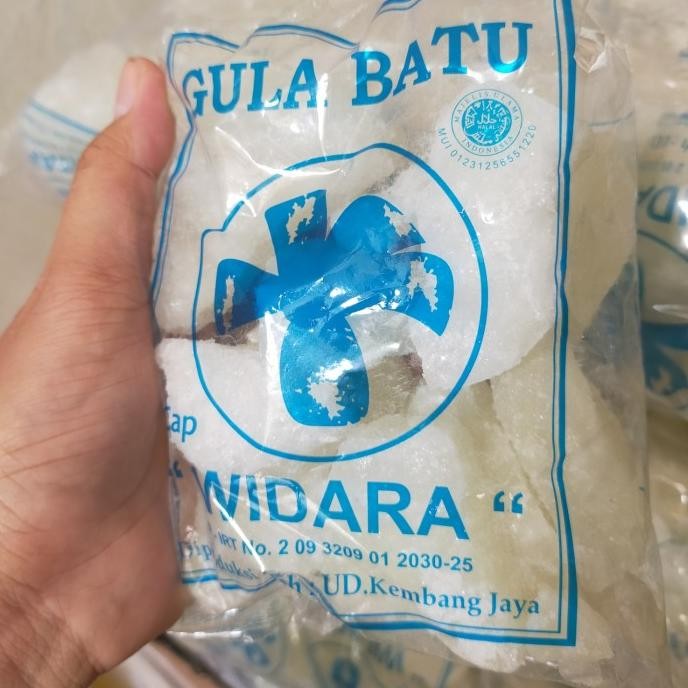 GULA BATU
MAJELIS ULAMA
حلال
HALAL
INDONESIA
MUI 01231256551220
Cap
“ WIDARA “
IRT No. 2 09 3209 01 2030-25
UD.Kembang Jaya